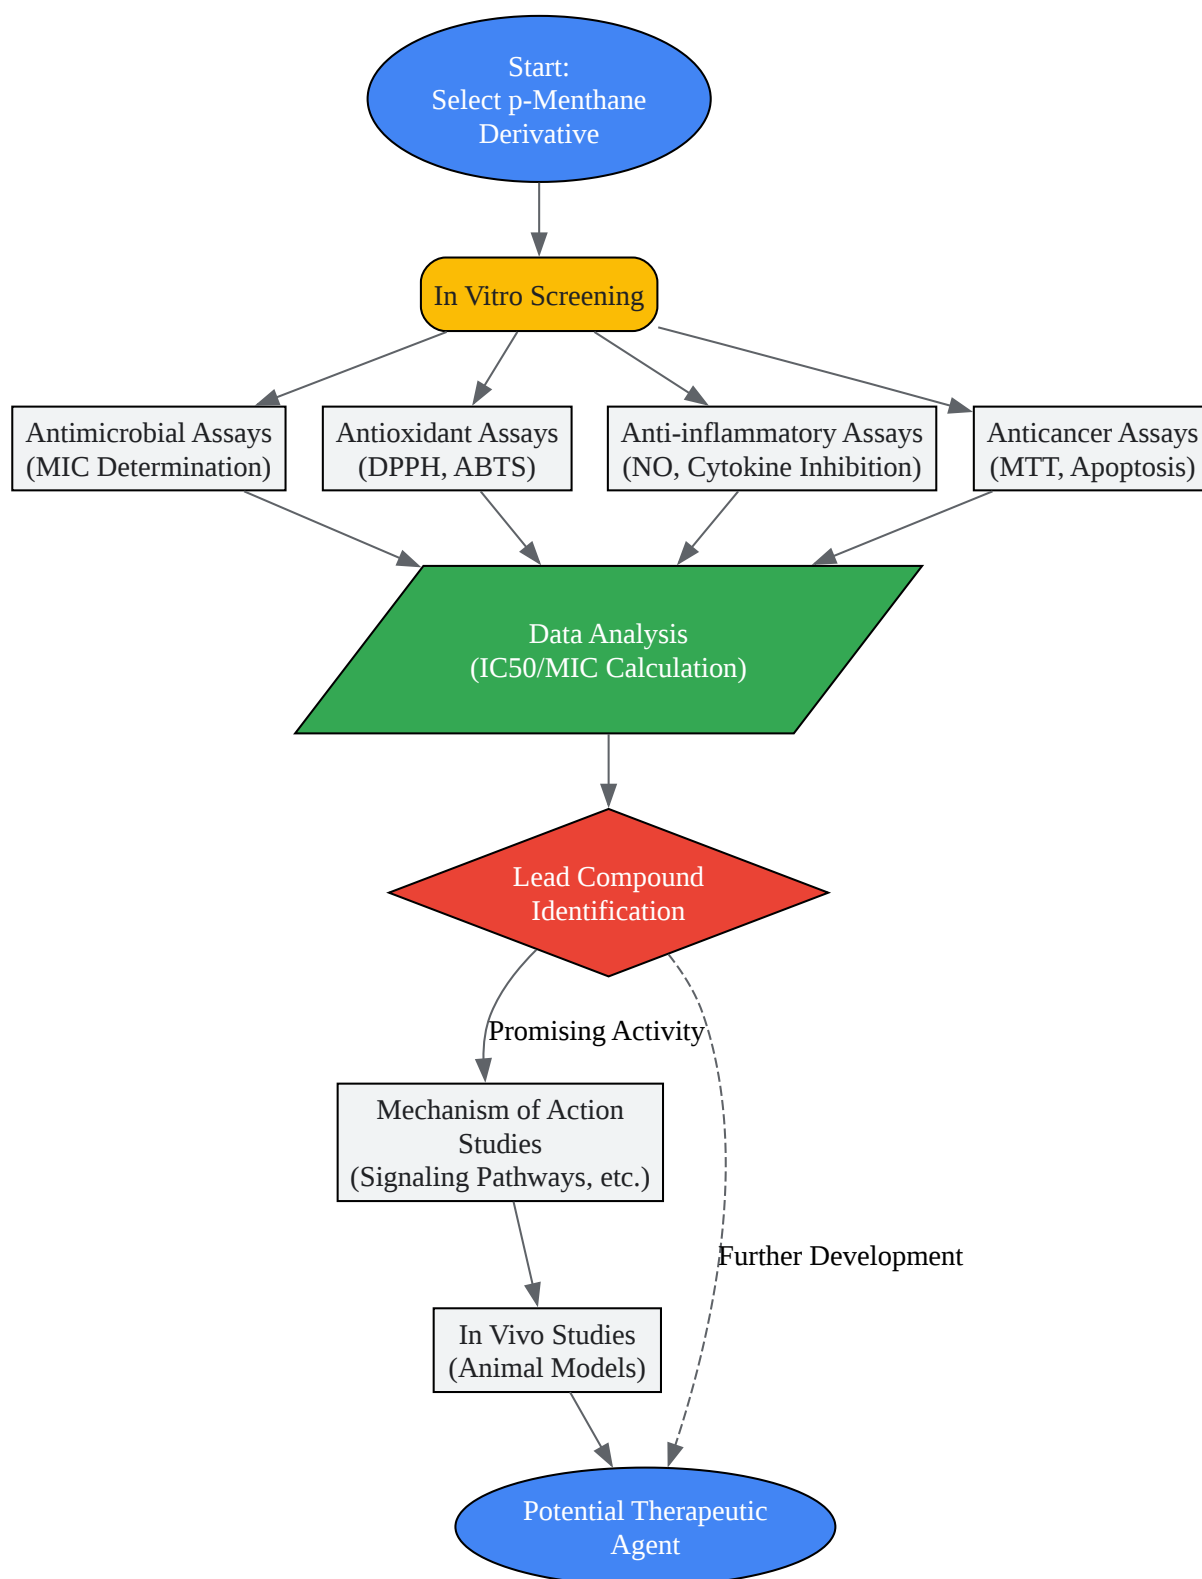 Start:
Select p-Menthane
Derivative
In Vitro Screening
Antimicrobial Assays
(MIC Determination)
Antioxidant Assays
(DPPH, ABTS)
Anti-inflammatory Assays
(NO, Cytokine Inhibition)
Anticancer Assays
(MTT, Apoptosis)
Data Analysis
(IC50/MIC Calculation)
Lead Compound
Identification
Promising Activity
Mechanism of Action
Studies
(Signaling Pathways, etc.)
Further Development
In Vivo Studies
(Animal Models)
Potential Therapeutic
Agent